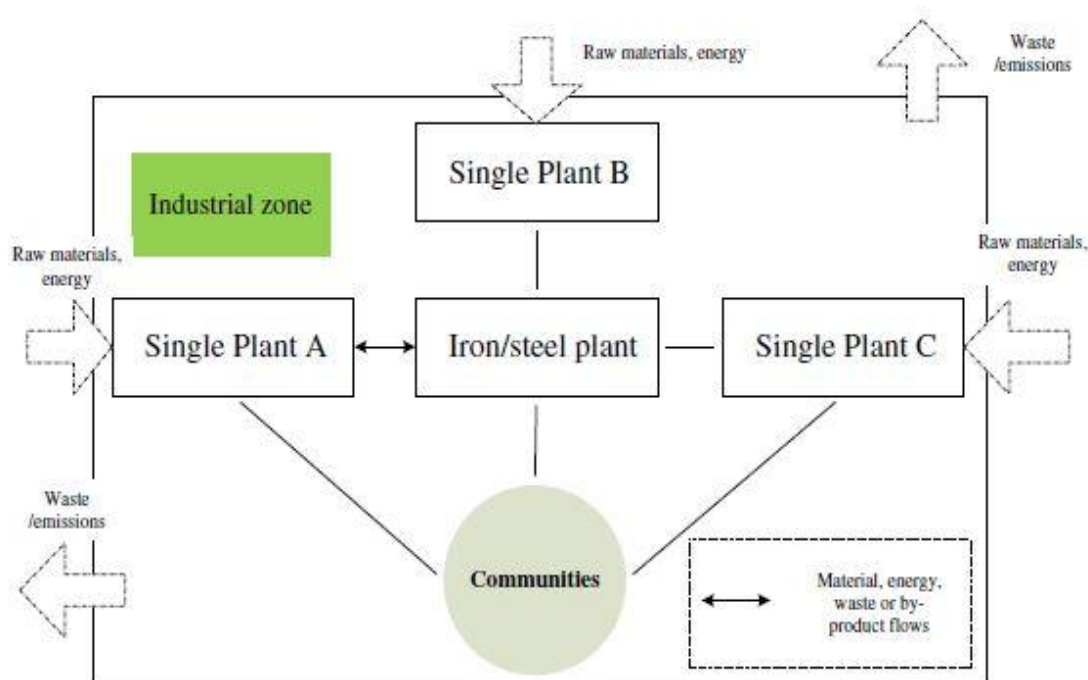 Raw materials, energy
Waste
/emissions
Single Plant B
Industrial zone
Raw materials,
energy
Raw materials,
energy
Single Plant A
Iron/steel plant
Single Plant C
Waste
/emissions
Communities
Material, energy,
waste or by-
product flows